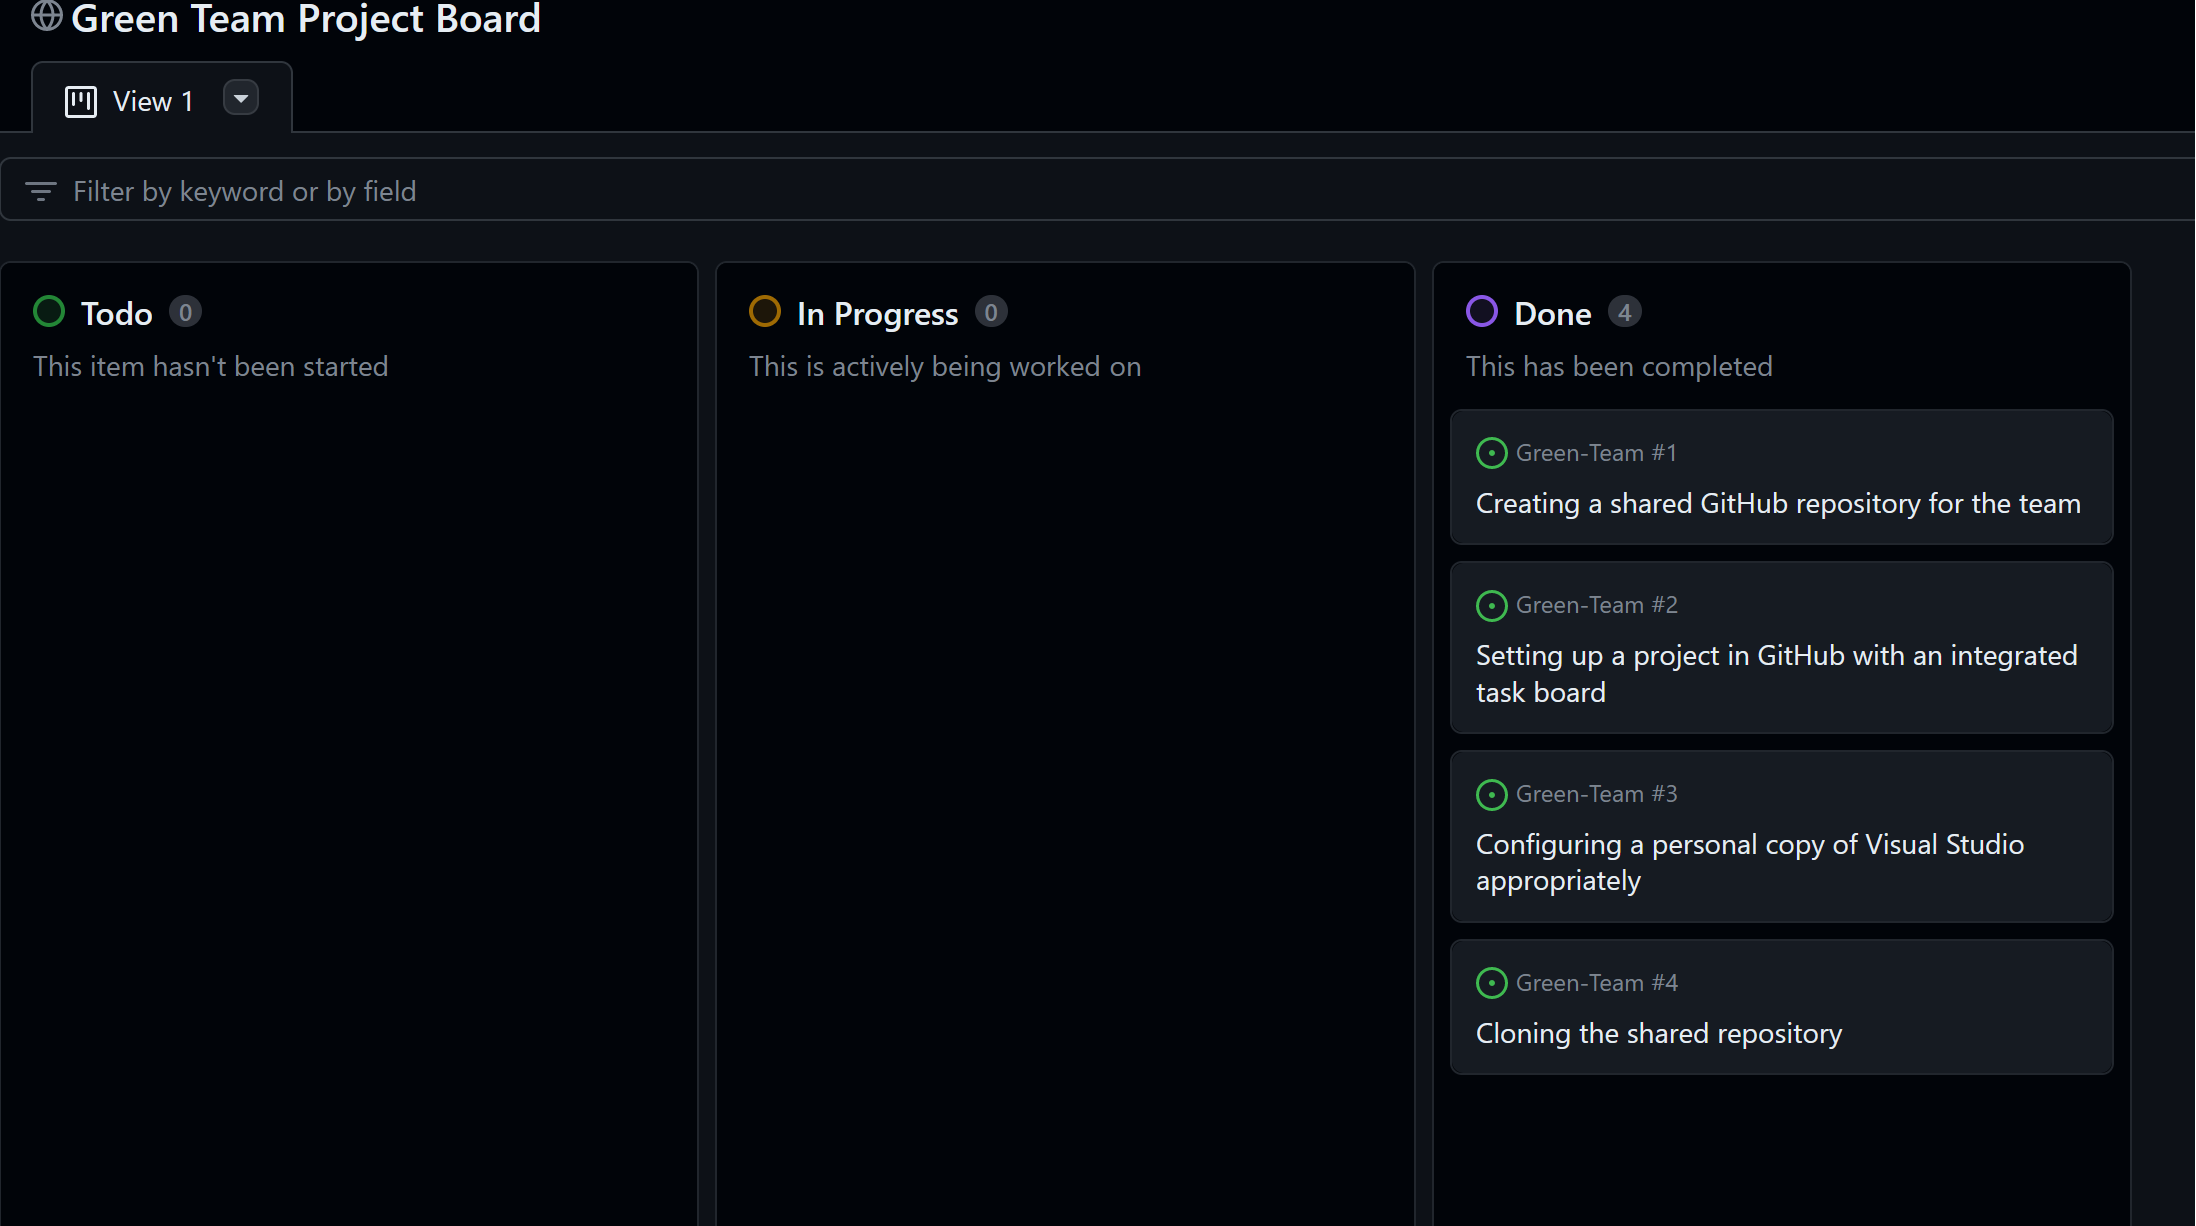 Green Team Project Board
View 1
Filter by keyword or by field
Todo 0
This item hasn't been started
In Progress 0
This is actively being worked on
Done 4
This has been completed
Green-Team #1
Creating a shared GitHub repository for the team
Green-Team #2
Setting up a project in GitHub with an integrated
task board
Green-Team #3
Configuring a personal copy of Visual Studio
appropriately
Green-Team #4
Cloning the shared repository